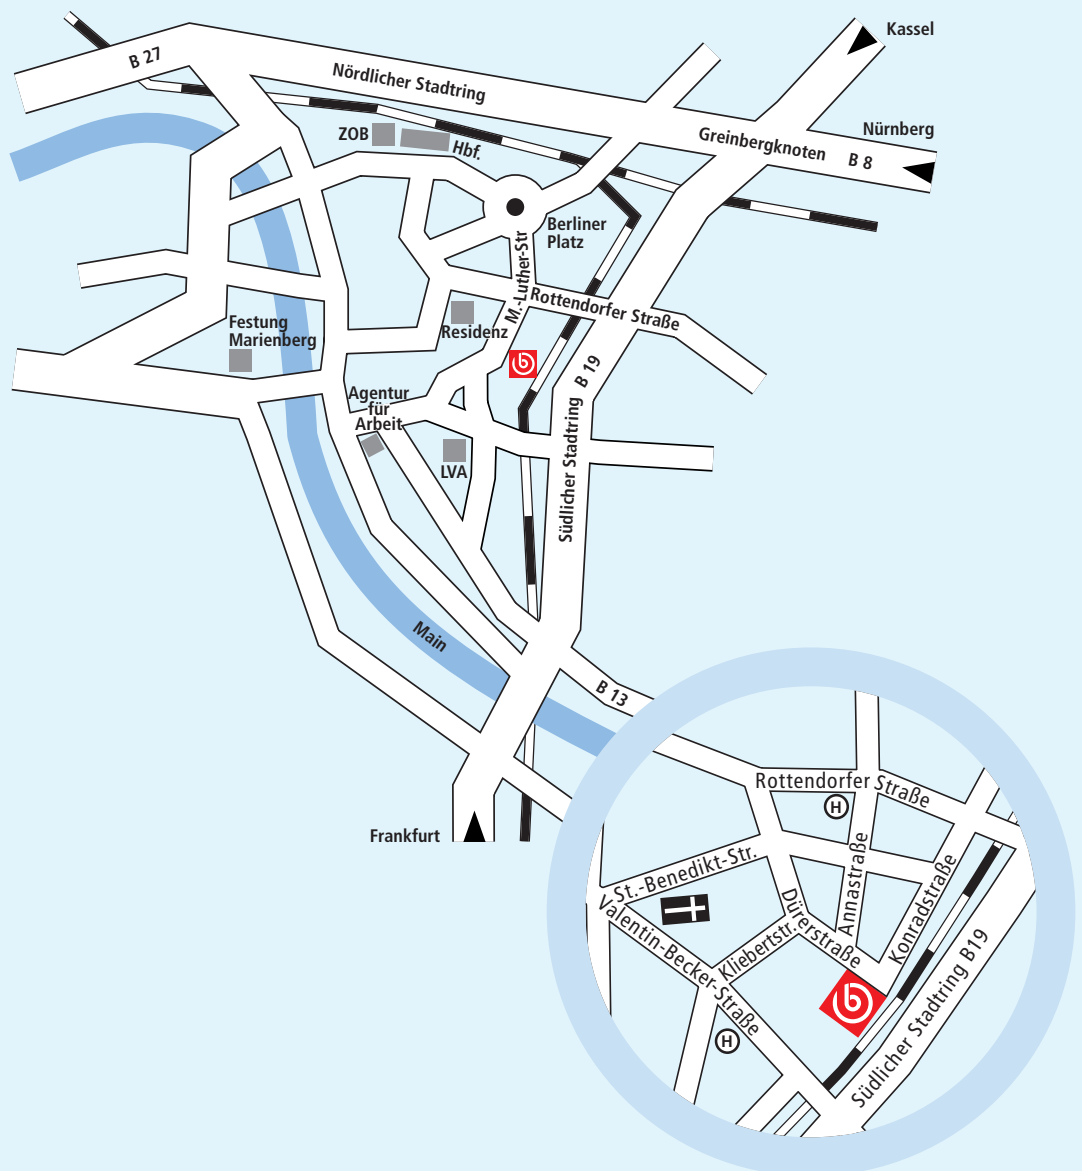 Kassel
B 27
Nördlicher Stadtring
ZOB
Hbf.
Greinbergknoten
B 8
Nürnberg
Berliner
Platz
M.-Luther-Str
Rottendorfer Straße
Festung
Marienberg
Residenz
b
Agentur
für
Arbeit
LVA
Südlicher Stadtring B 19
Main
B 13
Frankfurt
Rottendorfer Straße
H
St.-Benedikt-Str.
Annastraße
Konradstraße
Dürerstraße
Valentin-Becker-Straße
Kliebertstr.
b
H
Südlicher Stadtring B19